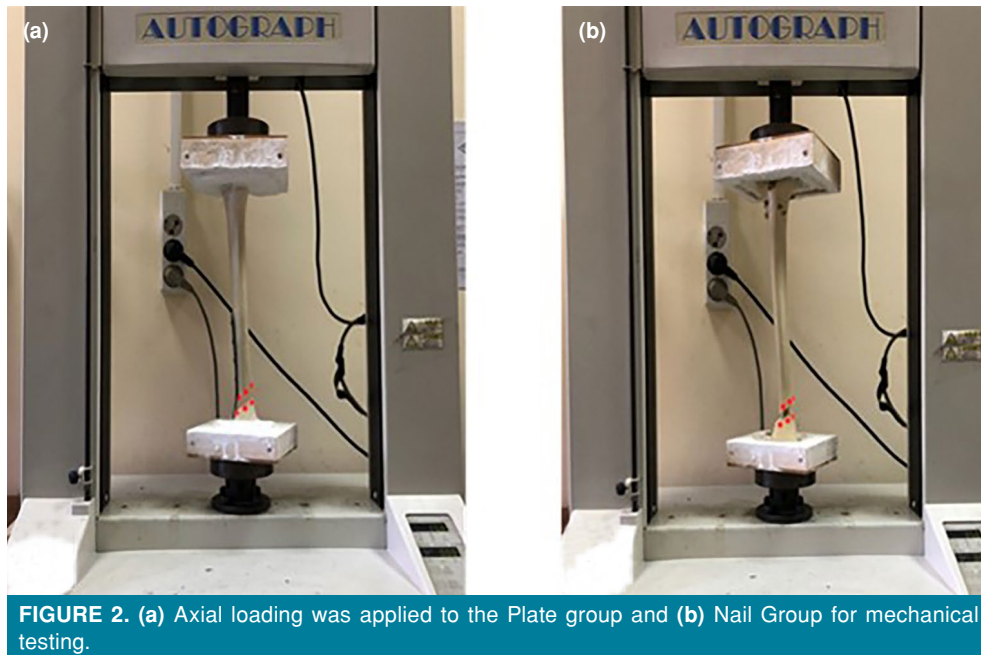 (a)
AUTOGRAPH
(b)
AUTOGRAPH
FIGURE 2. (a) Axial loading was applied to the Plate group and (b) Nail Group for mechanical
testing.